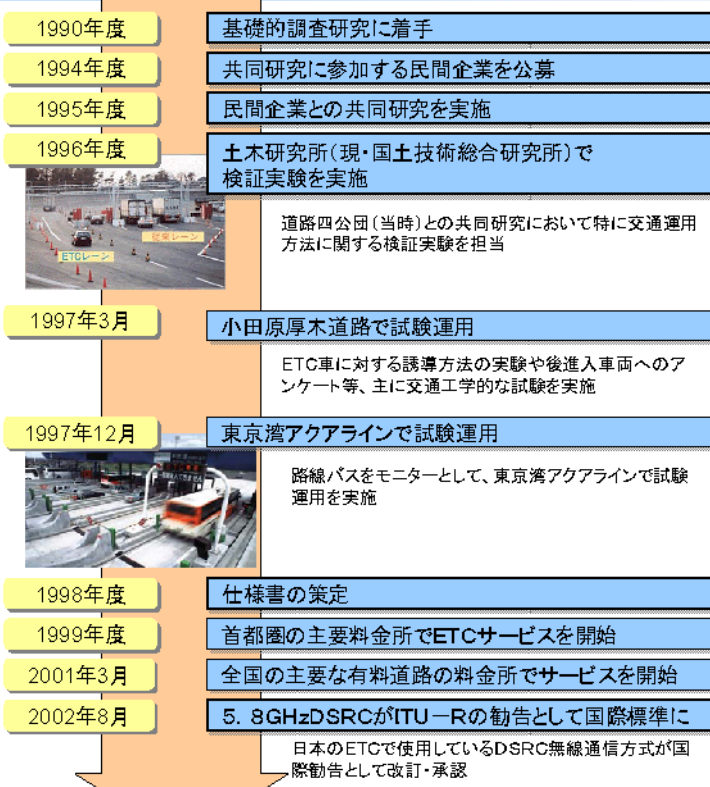 1990年度
基礎的調査研究に着手
1994年度
共同研究に参加する民間企業を公募
1995年度
民間企業との共同研究を実施
1996年度
土木研究所（現・国土技術総合研究所）で
検証実験を実施
従来レーン
ETCレーン
道路四公団（当時）との共同研究において特に交通運用
方法に関する検証実験を担当
1997年3月
小田原厚木道路で試験運用
ETC車に対する誘導方法の実験や後進入車両へのア
ンケート等、主に交通工学的な試験を実施
1997年12月
東京湾アクアラインで試験運用
路線バスをモニターとして、東京湾アクアラインで試験
運用を実施
1998年度
仕様書の策定
1999年度
首都圏の主要料金所でETCサービスを開始
2001年3月
全国の主要な有料道路の料金所でサービスを開始
2002年8月
5．8GHzDSRCがITU－Rの勧告として国際標準に
日本のETCで使用しているDSRC無線通信方式が国
際勧告として改訂・承認